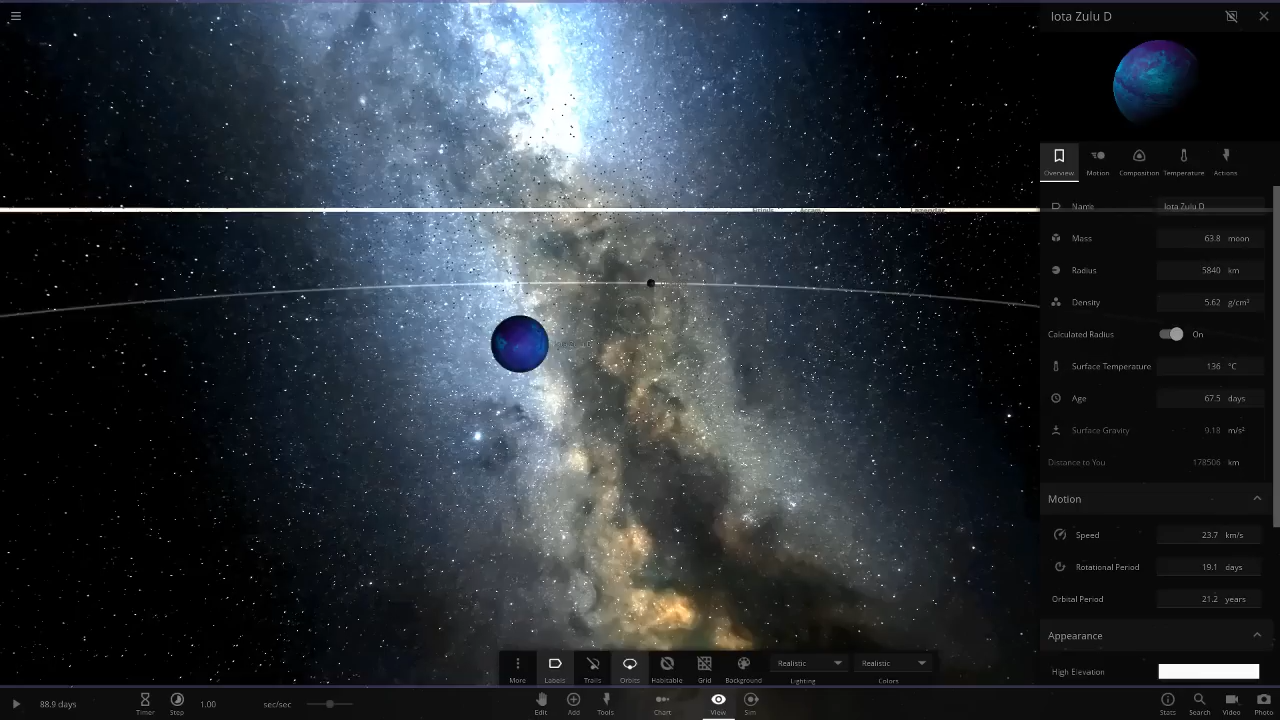 Iota Zulu D
Overview
Motion
Composition
Temperature
Actions
Name Iota Zulu D
Mass 63.8 moon
Radius 5840 km
Density 5.62 g/cm³
Calculated Radius On
Surface Temperature 136 °C
Age 67.5 days
Surface Gravity 9.18 m/s²
Distance to You 178506 km
Motion
Speed 23.7 km/s
Rotational Period 19.1 days
Orbital Period 21.2 years
Appearance
High Elevation
More
Labels
Trails
Orbits
Habitable
Grid
Background
Realistic
Lighting
Realistic
Colors
88.9 days
Timer
Step
1.00
sec/sec
Edit
Add
Tools
Chart
View
Sim
Stats
Search
Video
Photo